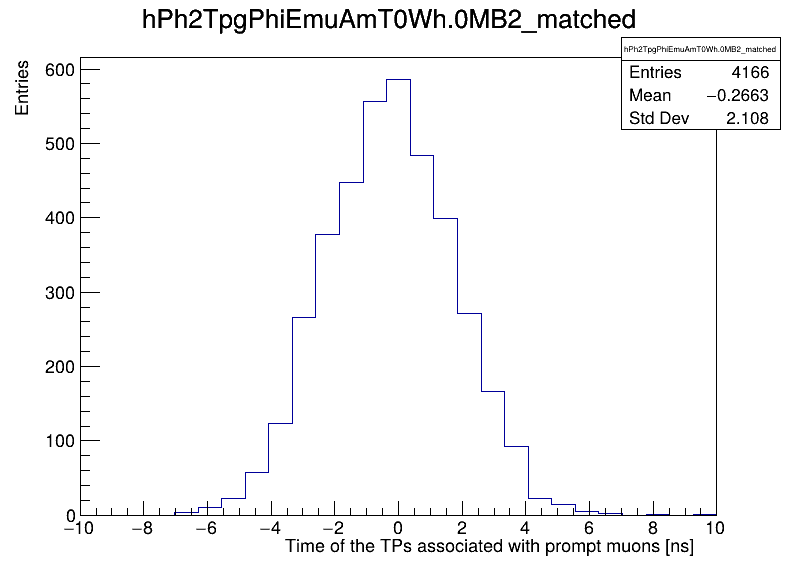 hPh2TpgPhiEmuAmT0Wh.0MB2_matched
hPh2TpgPhiEmuAmT0Wh.0MB2_matched
Entries 4166
Mean −0.2663
Std Dev 2.108
Entries
600
500
400
300
200
100
0
−10 −8 −6 −4 −2 0 2 4 6 8 10
Time of the TPs associated with prompt muons [ns]